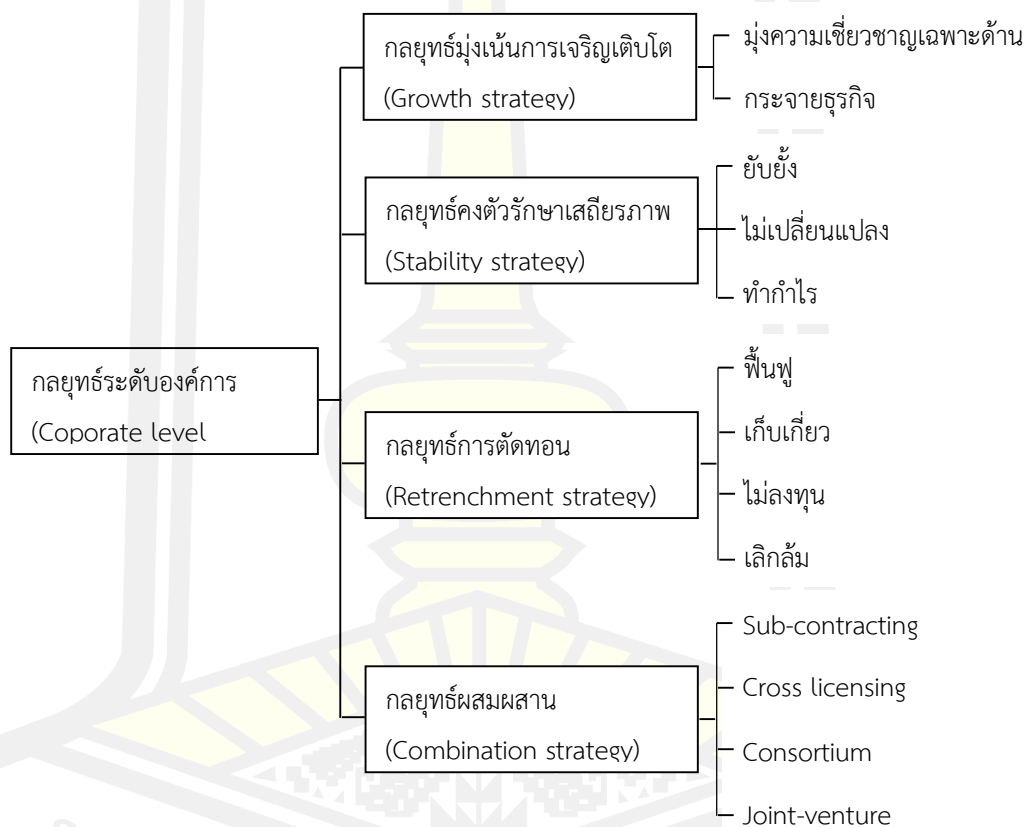 กลยุทธ์มุ่งเน้นการเจริญเติบโต
(Growth strategy)
มุ่งความเชี่ยวชาญเฉพาะด้าน
กระจายธุรกิจ
กลยุทธ์คงตัวรักษาเสถียรภาพ
(Stability strategy)
ยับยั้ง
ไม่เปลี่ยนแปลง
ทำกำไร
กลยุทธ์ระดับองค์การ
(Coporate level
กลยุทธ์การตัดทอน
(Retrenchment strategy)
ฟื้นฟู
เก็บเกี่ยว
ไม่ลงทุน
เลิกล้ม
กลยุทธ์ผสมผสาน
(Combination strategy)
Sub-contracting
Cross licensing
Consortium
Joint-venture